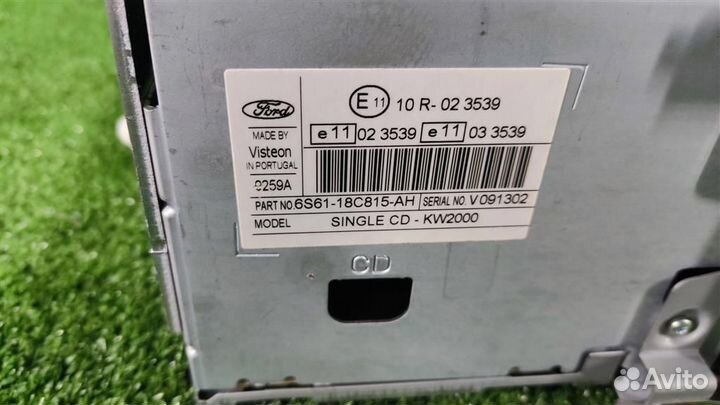 Ford
E 11 10 R- 02 3539
MADE BY
Visteon
IN PORTUGAL
e 11 02 3539 e 11 03 3539
9259A
PART NO. 6S61-18C815-AH SERIAL NO. V 091302
MODEL SINGLE CD - KW2000
CD
Avito